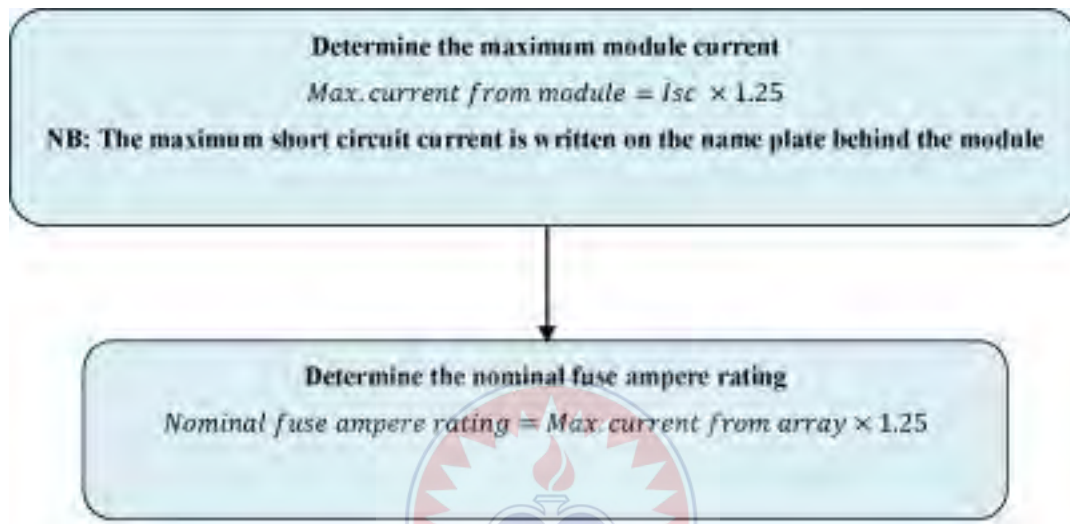 Determine the maximum module current
Max. current from module = Isc × 1.25
NB: The maximum short circuit current is written on the name plate behind the module
Determine the nominal fuse ampere rating
Nominal fuse ampere rating = Max. current from array × 1.25